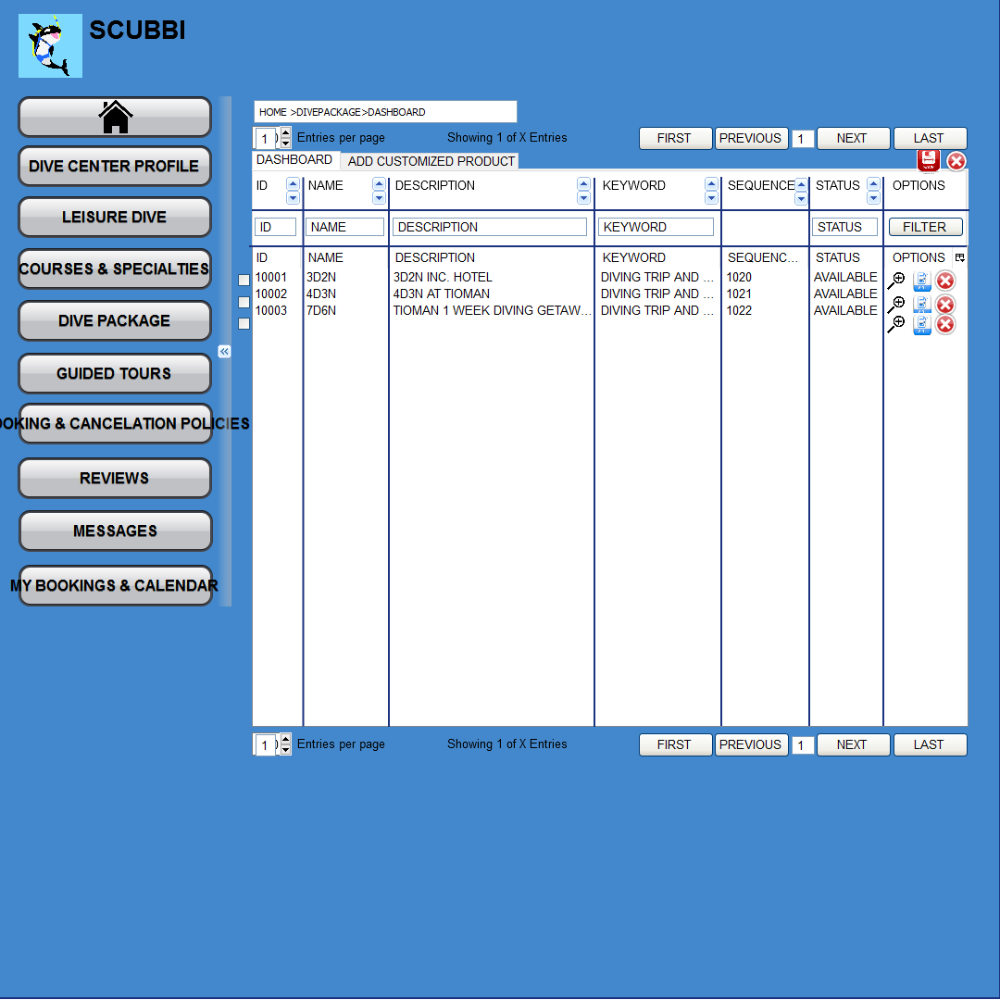 SCUBBI
HOME >DIVEPACKAGE>DASHBOARD
1 Entries per page Showing 1 of X Entries FIRST PREVIOUS 1 NEXT LAST
DASHBOARD ADD CUSTOMIZED PRODUCT
ID NAME DESCRIPTION KEYWORD SEQUENCE STATUS OPTIONS
ID NAME DESCRIPTION KEYWORD STATUS FILTER
ID NAME DESCRIPTION KEYWORD SEQUENC... STATUS OPTIONS
10001 3D2N 3D2N INC. HOTEL DIVING TRIP AND ... 1020 AVAILABLE
10002 4D3N 4D3N AT TIOMAN DIVING TRIP AND ... 1021 AVAILABLE
10003 7D6N TIOMAN 1 WEEK DIVING GETAW... DIVING TRIP AND ... 1022 AVAILABLE
DIVE CENTER PROFILE
LEISURE DIVE
COURSES & SPECIALTIES
DIVE PACKAGE
GUIDED TOURS
OOKING & CANCELATION POLICIES
REVIEWS
MESSAGES
MY BOOKINGS & CALENDAR
1 Entries per page Showing 1 of X Entries FIRST PREVIOUS 1 NEXT LAST